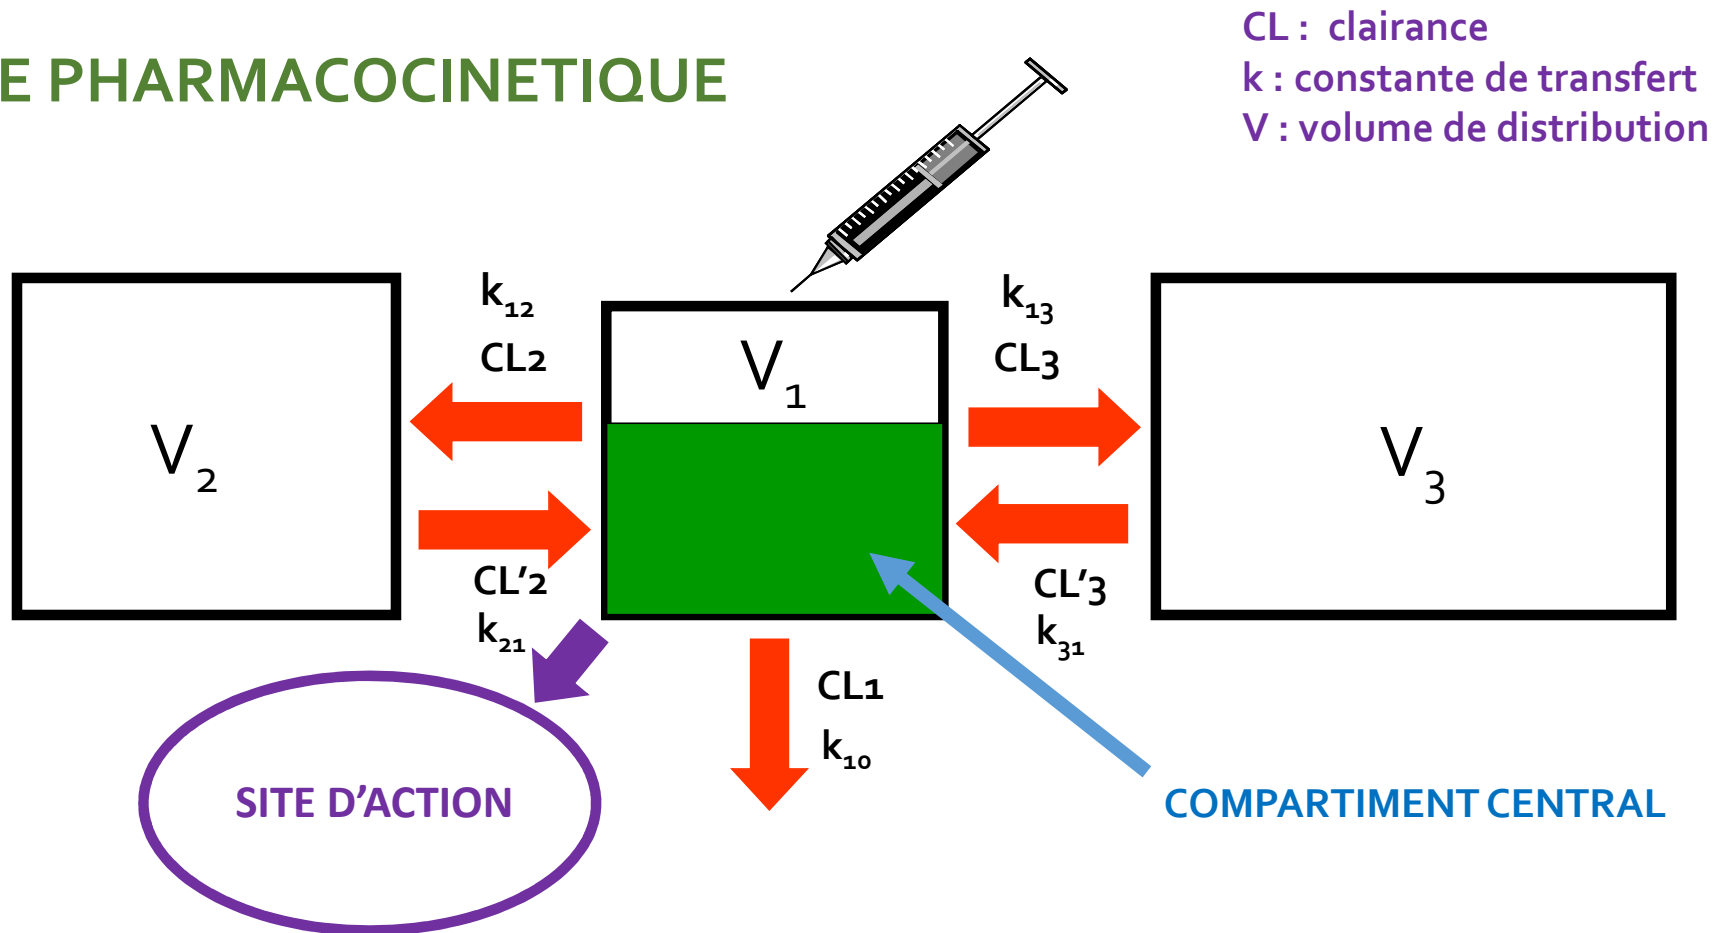 E PHARMACOCINETIQUE
CL : clairance
k : constante de transfert
V : volume de distribution
k₁₂
CL2
V₁
k₁₃
CL3
V₂
V₃
CL'2
k₂₁
CL'3
k₃₁
CL1
k₁₀
SITE D’ACTION
COMPARTIMENT CENTRAL